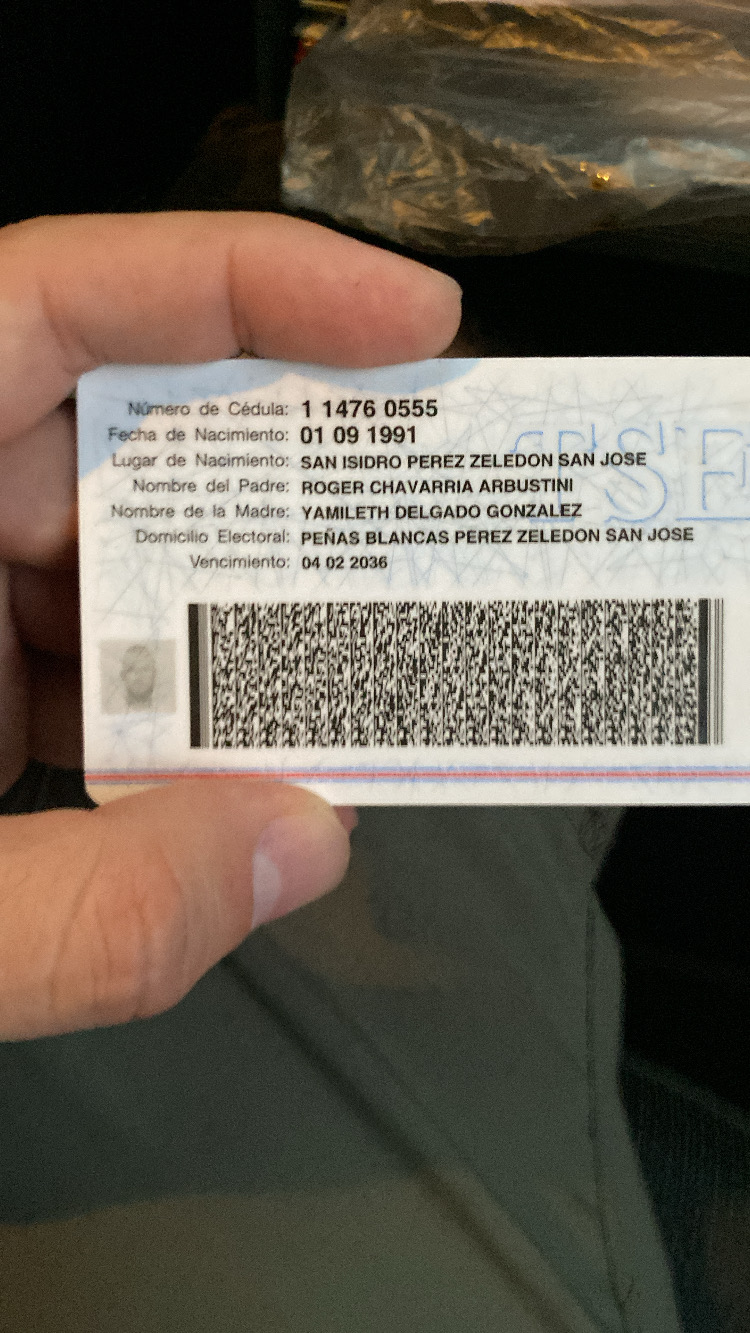 Número de Cédula: 1 1476 0555
Fecha de Nacimiento: 01 09 1991
Lugar de Nacimiento: SAN ISIDRO PEREZ ZELEDON SAN JOSE
Nombre del Padre: ROGER CHAVARRIA ARBUSTINI
Nombre de la Madre: YAMILETH DELGADO GONZALEZ
Domicilio Electoral: PEÑAS BLANCAS PEREZ ZELEDON SAN JOSE
Vencimiento: 04 02 2036
TSE